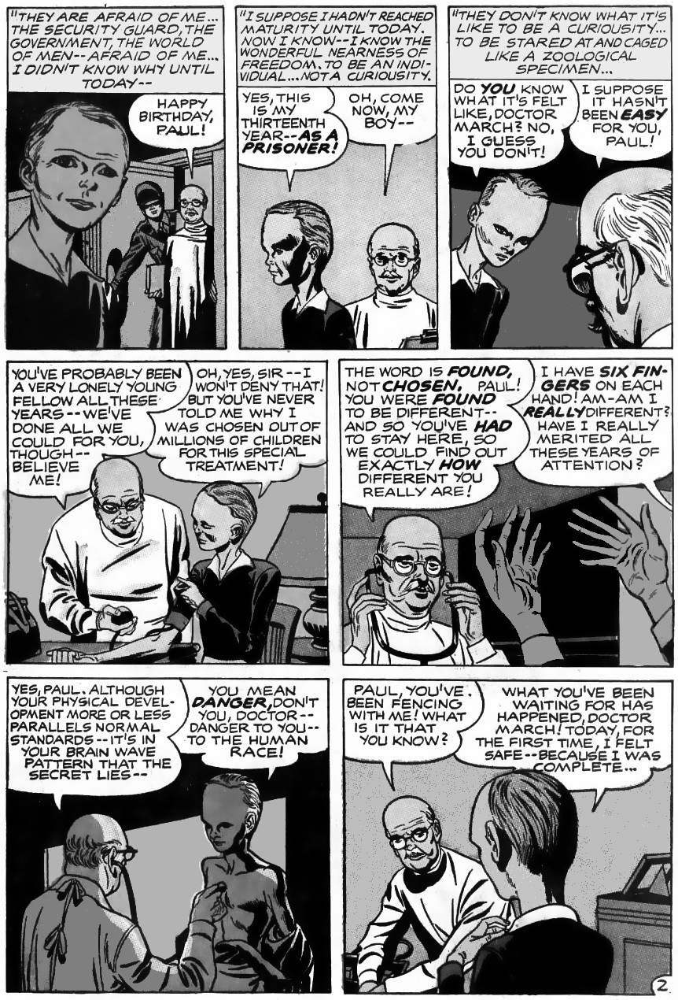 "THEY ARE AFRAID OF ME...
THE SECURITY GUARD, THE
GOVERNMENT, THE WORLD
OF MEN--AFRAID OF ME...
I DIDN'T KNOW WHY UNTIL
TODAY--
HAPPY
BIRTHDAY,
PAUL!
"I SUPPOSE I HADN'T REACHED
MATURITY UNTIL TODAY.
NOW I KNOW--I KNOW THE
WONDERFUL NEARNESS OF
FREEDOM. TO BE AN INDI-
VIDUAL...NOT A CURIOUSITY.
YES, THIS
IS MY
THIRTEENTH
YEAR--AS A
PRISONER!
OH, COME
NOW, MY
BOY--
"THEY DON'T KNOW WHAT IT'S
LIKE TO BE A CURIOUSITY...
TO BE STARED AT AND CAGED
LIKE A ZOOLOGICAL
SPECIMEN...
DO YOU KNOW
WHAT IT'S FELT
LIKE, DOCTOR
MARCH? NO,
I GUESS
YOU DON'T!
I SUPPOSE
IT HASN'T
BEEN EASY
FOR YOU,
PAUL!
YOU'VE PROBABLY BEEN
A VERY LONELY YOUNG
FELLOW ALL THESE
YEARS--WE'VE
DONE ALL WE
COULD FOR YOU,
THOUGH--
BELIEVE
ME!
OH, YES, SIR--I
WON'T DENY THAT!
BUT YOU'VE NEVER
TOLD ME WHY I
WAS CHOSEN OUT OF
MILLIONS OF CHILDREN
FOR THIS SPECIAL
TREATMENT!
THE WORD IS FOUND,
NOT CHOSEN, PAUL!
YOU WERE FOUND
TO BE DIFFERENT--
AND SO YOU'VE HAD
TO STAY HERE, SO
WE COULD FIND OUT
EXACTLY HOW
DIFFERENT YOU
REALLY ARE!
I HAVE SIX FIN-
GERS ON EACH
HAND! AM-AM I
REALLY DIFFERENT?
HAVE I REALLY
MERITED ALL
THESE YEARS OF
ATTENTION?
YES, PAUL. ALTHOUGH
YOUR PHYSICAL DEVEL-
OPMENT MORE OR LESS
PARALLELS NORMAL
STANDARDS--IT'S IN
YOUR BRAIN WAVE
PATTERN THAT THE
SECRET LIES--
YOU MEAN
DANGER, DON'T
YOU, DOCTOR--
DANGER TO YOU--
TO THE HUMAN
RACE!
PAUL, YOU'VE
BEEN FENCING
WITH ME! WHAT
IS IT THAT
YOU KNOW?
WHAT YOU'VE BEEN
WAITING FOR HAS
HAPPENED, DOCTOR
MARCH! TODAY, FOR
THE FIRST TIME, I FELT
SAFE--BECAUSE I WAS
COMPLETE...
2